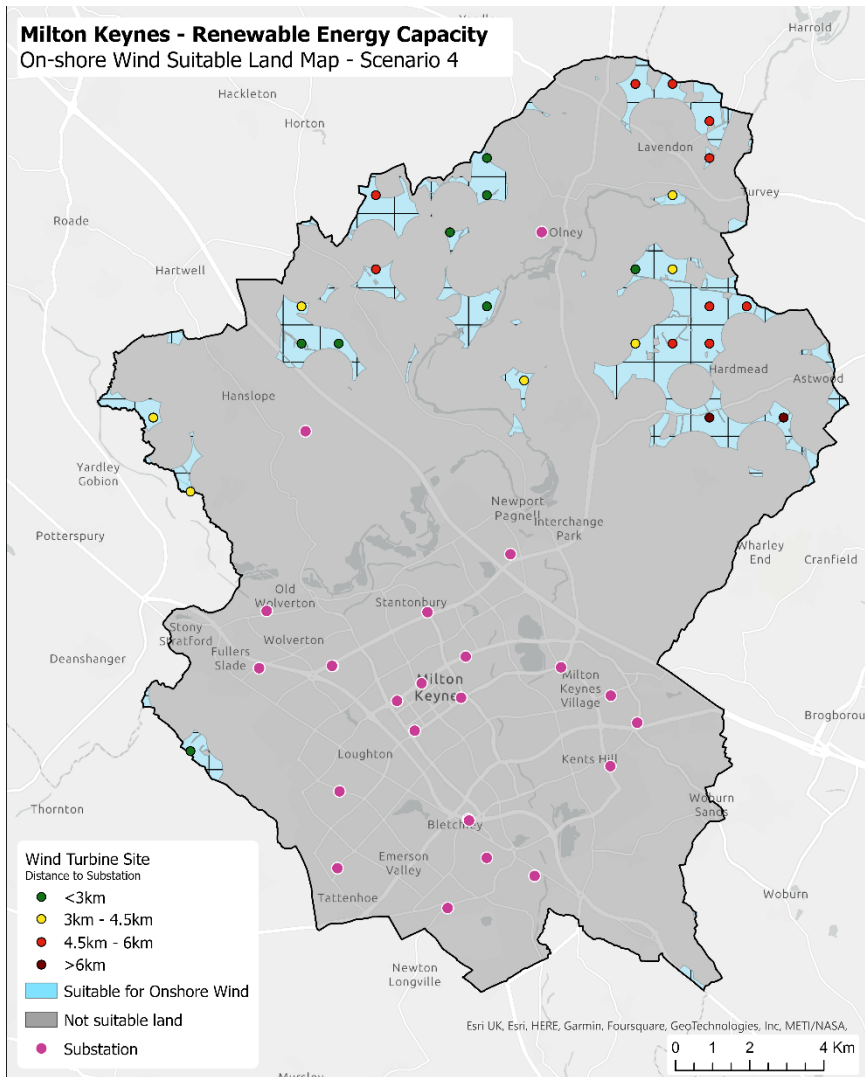 Milton Keynes - Renewable Energy Capacity
On-shore Wind Suitable Land Map - Scenario 4
Harrold
Hackleton
Horton
Lavendon
Turvey
Roade
Olney
Hartwell
Hardmead
Astwood
Hanslope
Yardley
Gobion
Newport
Pagnell
Interchange
Park
Potterspury
Wharley
End
Cranfield
Old
Wolverton
Stantonbury
Stony
Stratford
Wolverton
Fullers
Slade
Deanshanger
Milton
Keynes
Milton
Keynes
Village
Brogborou
Loughton
Kents Hill
Thornton
Woburn
Sands
Bletchley
Emerson
Valley
Tattenhoe
Woburn
Newton
Longville
Wind Turbine Site
Distance to Substation
<3km
3km - 4.5km
4.5km - 6km
>6km
Suitable for Onshore Wind
Not suitable land
Substation
Esri UK, Esri, HERE, Garmin, Foursquare, GeoTechnologies, Inc, METI/NASA,
0 1 2 4 Km